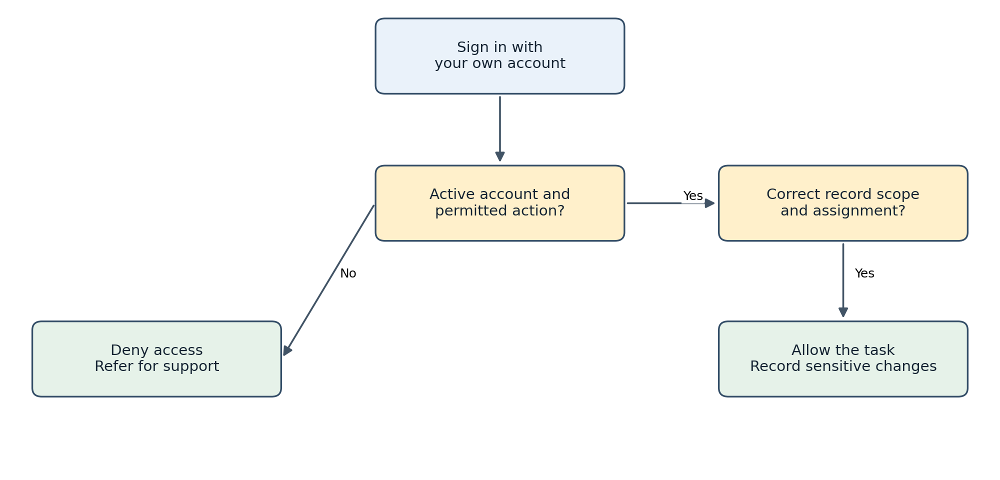 Sign in with
your own account
Active account and
permitted action?
Yes
Correct record scope
and assignment?
No
Yes
Deny access
Refer for support
Allow the task
Record sensitive changes